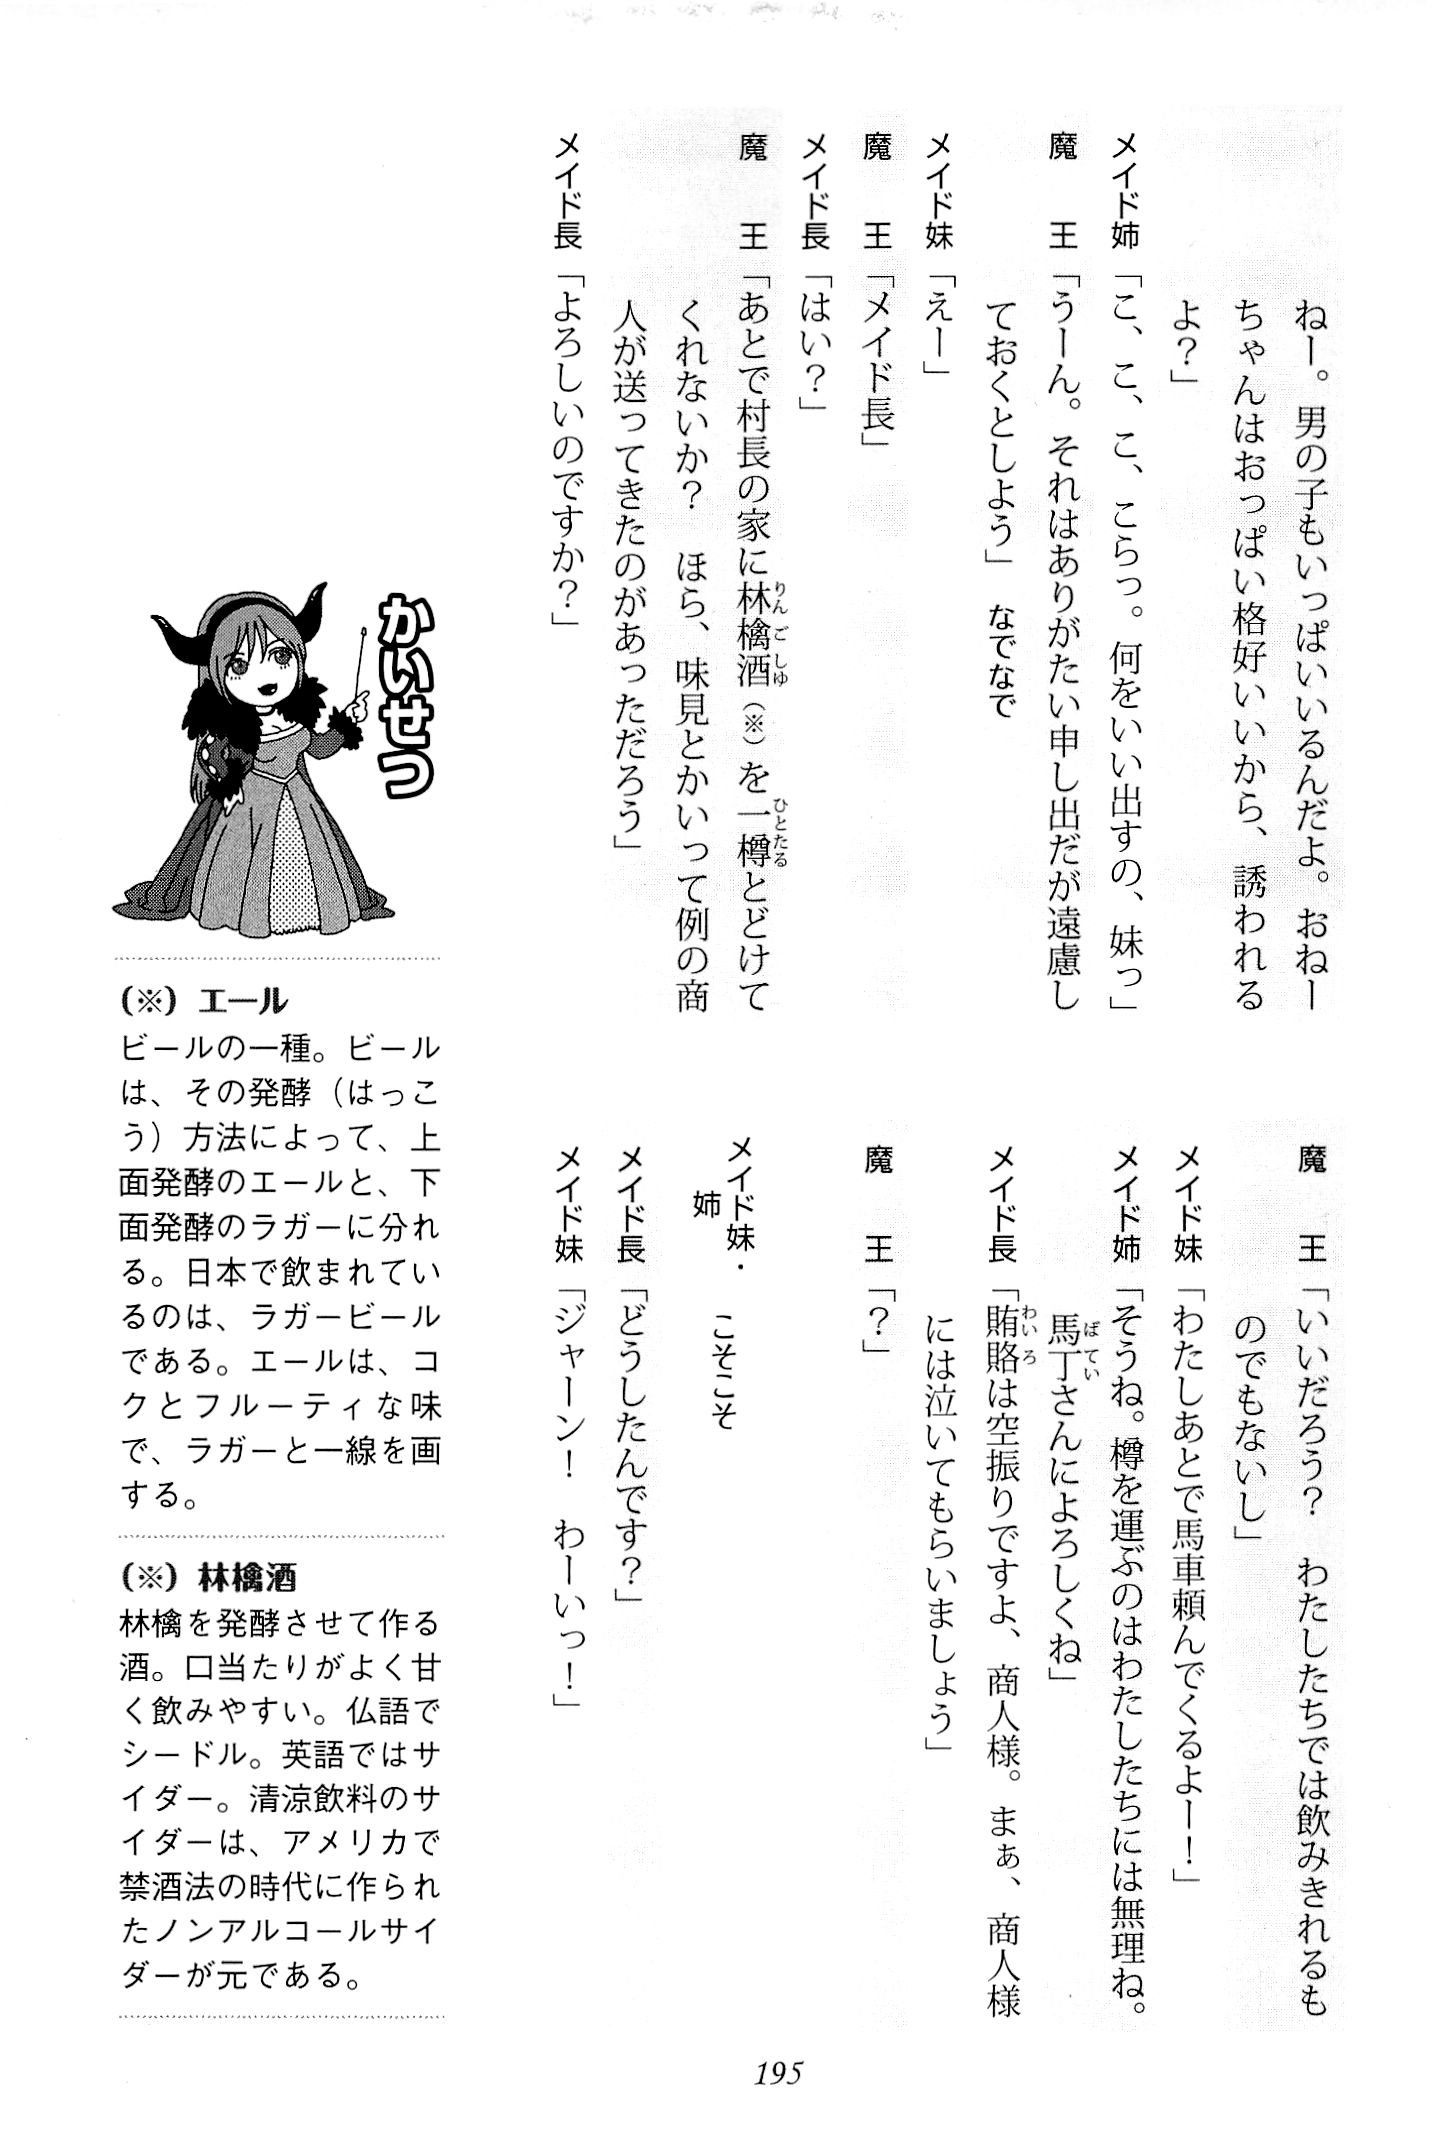 ねー。男の子もいっぱいいるんだよ。おねー
ちゃんはおっぱい格好いいから、誘われる
よ？」
メイド姉「こ、こ、こ、こらっ。何をいい出すの、妹っ」
魔　王「うーん。それはありがたい申し出だが遠慮し
ておくとしよう」　なでなで
メイド妹「えー」
魔　王「メイド長」
メイド長「はい？」
魔　王「あとで村長の家に林檎酒（※）を一樽とどけて
りんごしゆ
ひとたる
くれないか？　ほら、味見とかいって例の商
人が送ってきたのがあっただろう」
メイド長「よろしいのですか？」
魔　王「いいだろう？　わたしたちでは飲みきれるも
のでもないし」
メイド妹「わたしあとで馬車頼んでくるよー！」
メイド姉「そうね。樽を運ぶのはわたしたちには無理ね。
馬丁さんによろしくね」
ばてい
メイド長「賄賂は空振りですよ、商人様。まぁ、商人様
わいろ
には泣いてもらいましょう」
魔　王「？」
メイド妹・
姉
こそこそ
メイド長「どうしたんです？」
メイド妹「ジャーン！　わーいっ！」
かいせつ
（※）エール
ビールの一種。ビール
は、その発酵（はっこ
う）方法によって、上
面発酵のエールと、下
面発酵のラガーに分れ
る。日本で飲まれてい
るのは、ラガービール
である。エールは、コ
クとフルーティな味
で、ラガーと一線を画
する。
（※）林檎酒
林檎を発酵させて作る
酒。口当たりがよく甘
く飲みやすい。仏語で
シードル。英語ではサ
イダー。清涼飲料のサ
イダーは、アメリカで
禁酒法の時代に作られ
たノンアルコールサイ
ダーが元である。
195